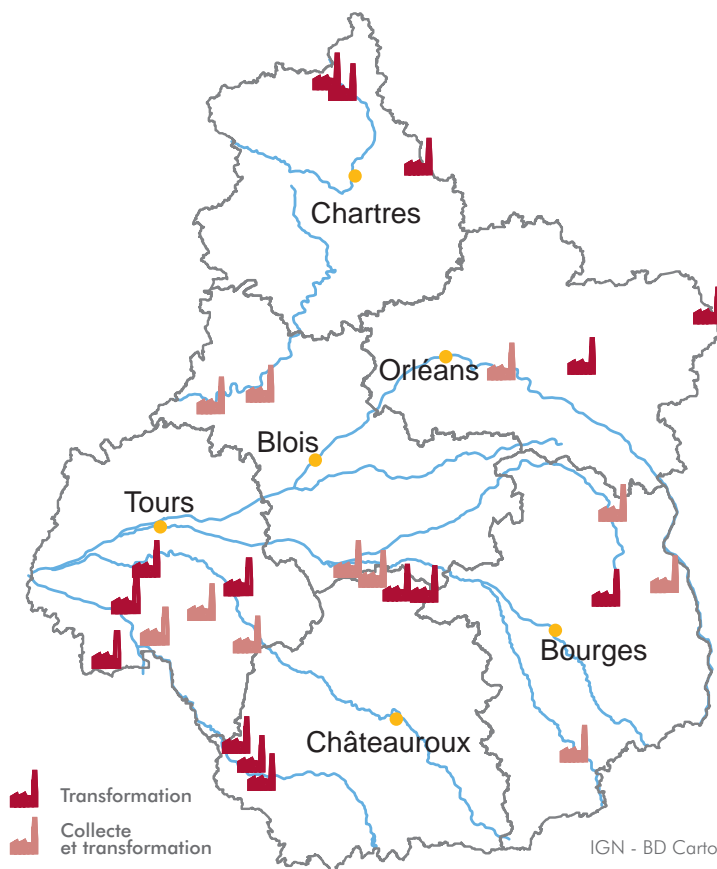 Chartres
Orléans
Blois
Tours
Bourges
Châteauroux
Transformation
Collecte
et transformation
IGN - BD Carto